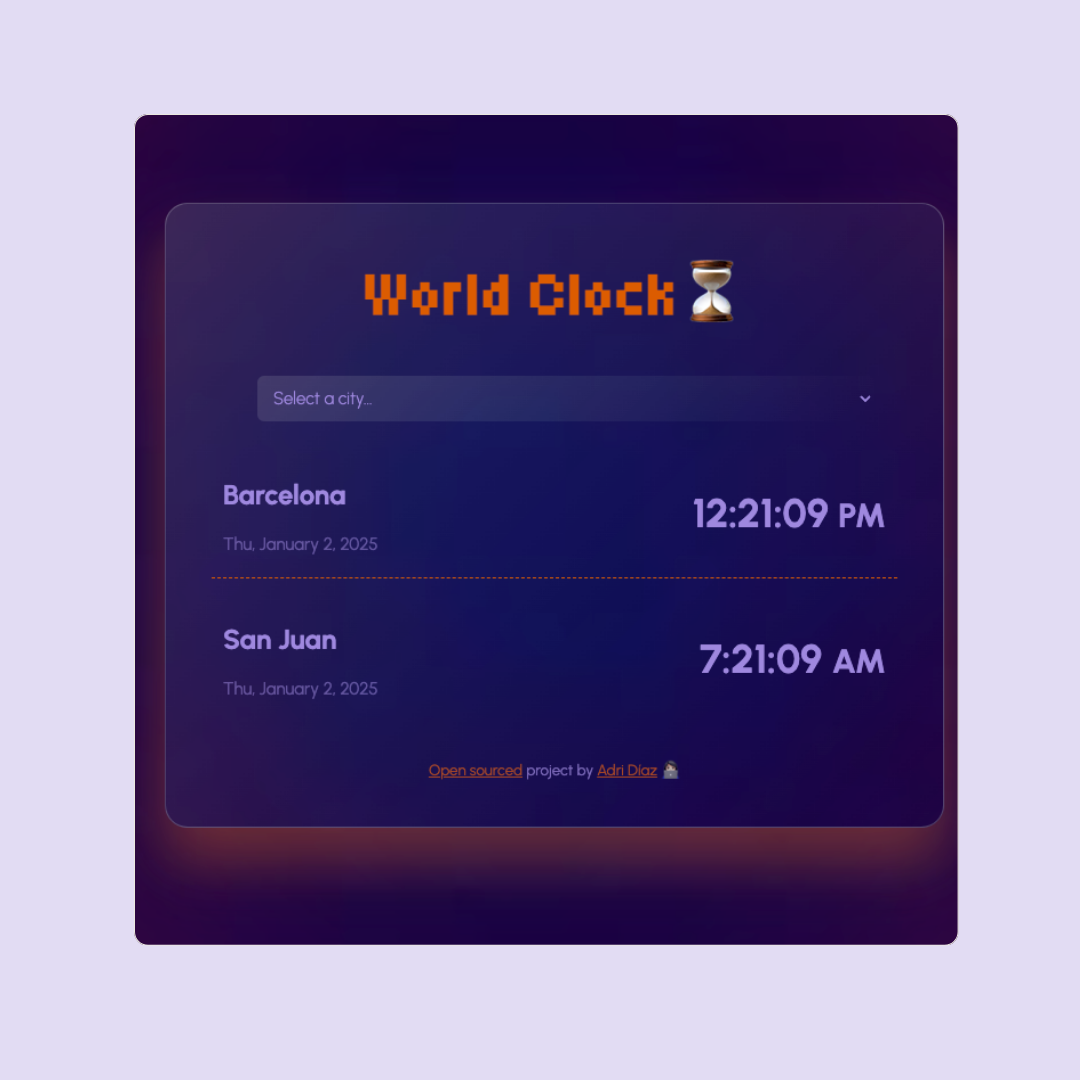 World Clock
Select a city...
Barcelona
12:21:09 PM
Thu, January 2, 2025
San Juan
7:21:09 AM
Thu, January 2, 2025
Open sourced project by Adri Díaz